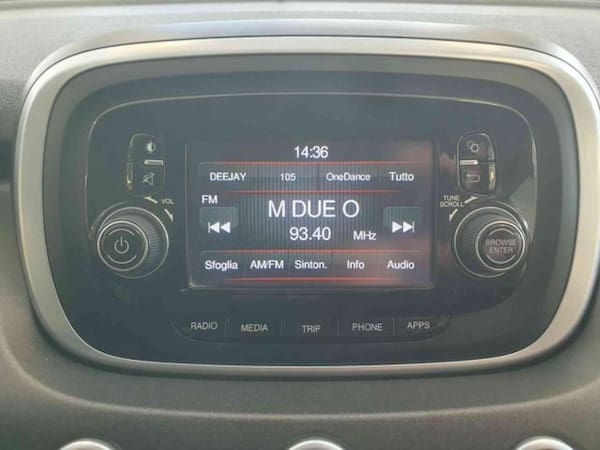 14:36
DEEJAY 105 OneDance Tutto
FM
M DUE O
93.40 MHz
Sfoglia AM/FM Sinton. Info Audio
VOL
TUNE
SCROLL
BROWSE
ENTER
RADIO MEDIA TRIP PHONE APPS